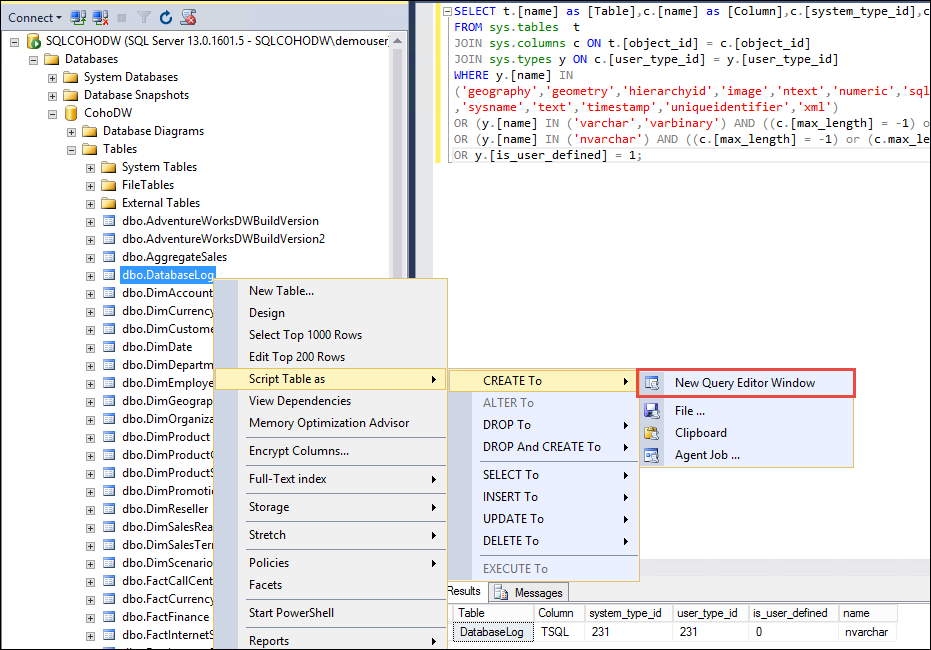 Connect
SQLCOHODW (SQL Server 13.0.1601.5 - SQLCOHODW\demouser)
Databases
System Databases
Database Snapshots
CohoDW
Database Diagrams
Tables
System Tables
FileTables
External Tables
dbo.AdventureWorksDWBuildVersion
dbo.AdventureWorksDWBuildVersion2
dbo.AggregateSales
dbo.DatabaseLog
dbo.DimAccount
dbo.DimCurrency
dbo.DimCustome
dbo.DimDate
dbo.DimDepartm
dbo.DimEmploye
dbo.DimGeograp
dbo.DimOrganiza
dbo.DimProduct
dbo.DimProductC
dbo.DimProductS
dbo.DimPromotio
dbo.DimReseller
dbo.DimSalesRea
dbo.DimSalesTerr
dbo.DimScenario
dbo.FactCallCent
dbo.FactCurrency
dbo.FactFinance
dbo.FactInternetS
New Table...
Design
Select Top 1000 Rows
Edit Top 200 Rows
Script Table as
View Dependencies
Memory Optimization Advisor
Encrypt Columns...
Full-Text index
Storage
Stretch
Policies
Facets
Start PowerShell
Reports
CREATE To
ALTER To
DROP To
DROP And CREATE To
SELECT To
INSERT To
UPDATE To
DELETE To
EXECUTE To
New Query Editor Window
File ...
Clipboard
Agent Job ...
SELECT t.[name] as [Table],c.[name] as [Column],c.[system_type_id],c
FROM sys.tables t
JOIN sys.columns c ON t.[object_id] = c.[object_id]
JOIN sys.types y ON c.[user_type_id] = y.[user_type_id]
WHERE y.[name] IN
('geography','geometry','hierarchyid','image','ntext','numeric','sql
,'sysname','text','timestamp','uniqueidentifier','xml')
OR (y.[name] IN ('varchar','varbinary') AND ((c.[max_length] = -1) o
OR (y.[name] IN ('nvarchar') AND ((c.[max_length] = -1) or (c.max_le
OR y.[is_user_defined] = 1;
Results Messages
Table Column system_type_id user_type_id is_user_defined name
DatabaseLog TSQL 231 231 0 nvarchar